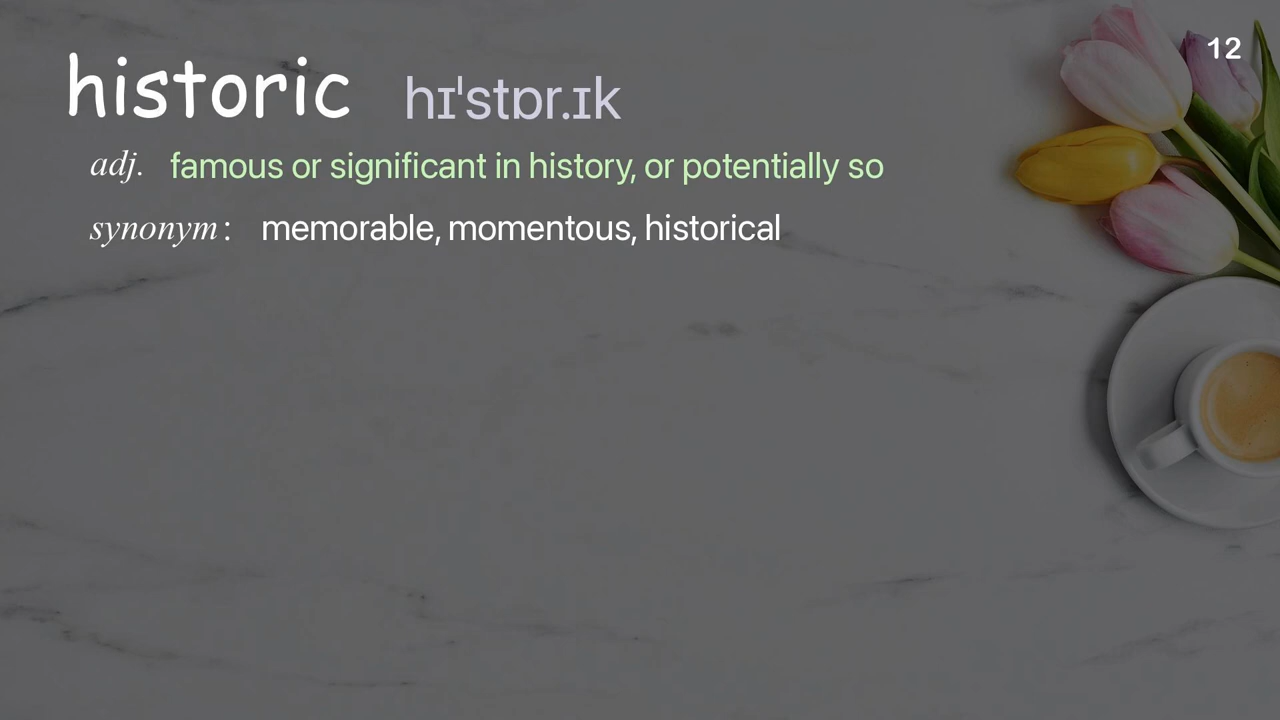 12
historic hɪˈstɒr.ɪk
adj. famous or significant in history, or potentially so
synonym : memorable, momentous, historical